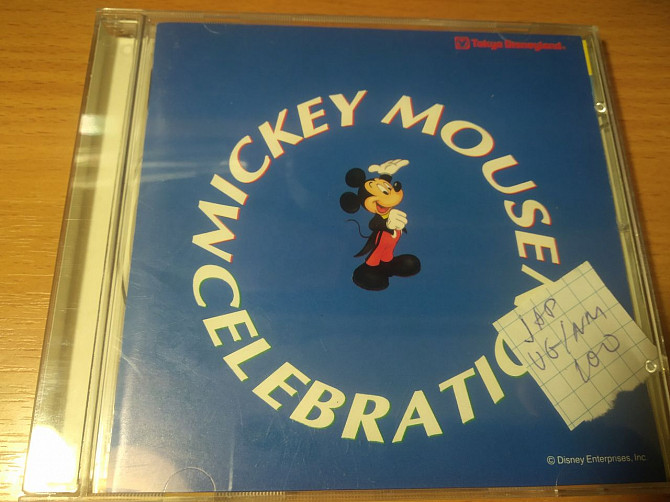 Tokyo Disneyland
MICKEY MOUSE
CELEBRATIO
JAP
VG/NM
100
© Disney Enterprises, Inc.